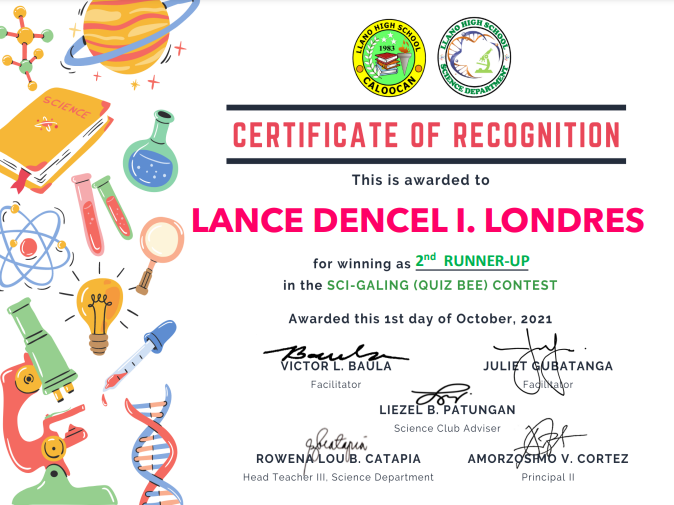 LLANO HIGH SCHOOL
1983
CALOOCAN
LLANO HIGH SCHOOL
SCIENCE DEPARTMENT
SCIENCE
CERTIFICATE OF RECOGNITION
This is awarded to
LANCE DENCEL I. LONDRES
for winning as 2nd RUNNER-UP
in the SCI-GALING (QUIZ BEE) CONTEST
Awarded this 1st day of October, 2021
VICTOR L. BAULA JULIET GUBATANGA
Facilitator Facilitator
LIEZEL B. PATUNGAN
Science Club Adviser
ROWENA LOU B. CATAPIA AMORZOSIMO V. CORTEZ
Head Teacher III, Science Department Principal II